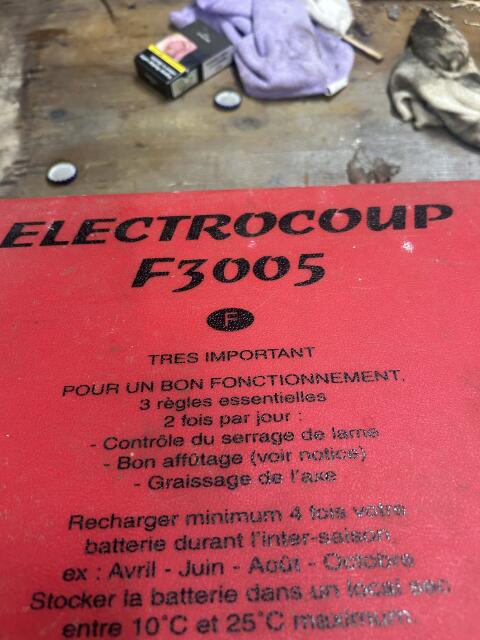 ELECTROCOUP
F3005
F
TRES IMPORTANT
POUR UN BON FONCTIONNEMENT,
3 règles essentielles
2 fois par jour :
- Contrôle du serrage de lame
- Bon affûtage (voir notice)
- Graissage de l'axe
Recharger minimum 4 fois votre
batterie durant l'inter-saison.
ex : Avril - Juin - Août - Octobre
Stocker la batterie dans un local sec
entre 10°C et 25°C maximum.